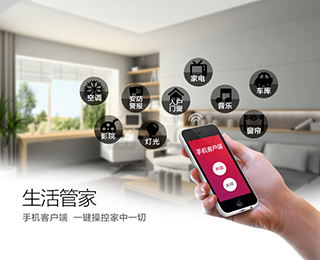 家电
空调
安防
警报
入户
门窗
音乐
车库
影院
灯光
窗帘
手机客户端
生活管家
手机客户端 一键操控家中一切